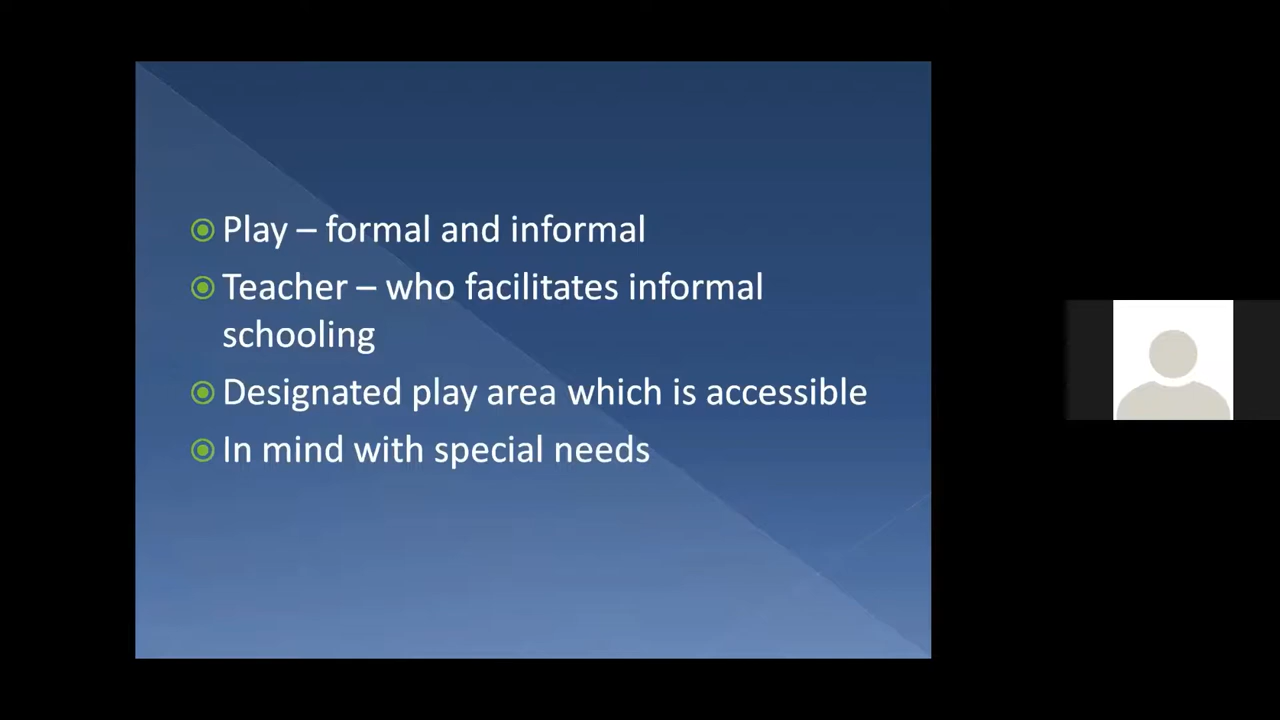 Play – formal and informal
Teacher – who facilitates informal
schooling
Designated play area which is accessible
In mind with special needs